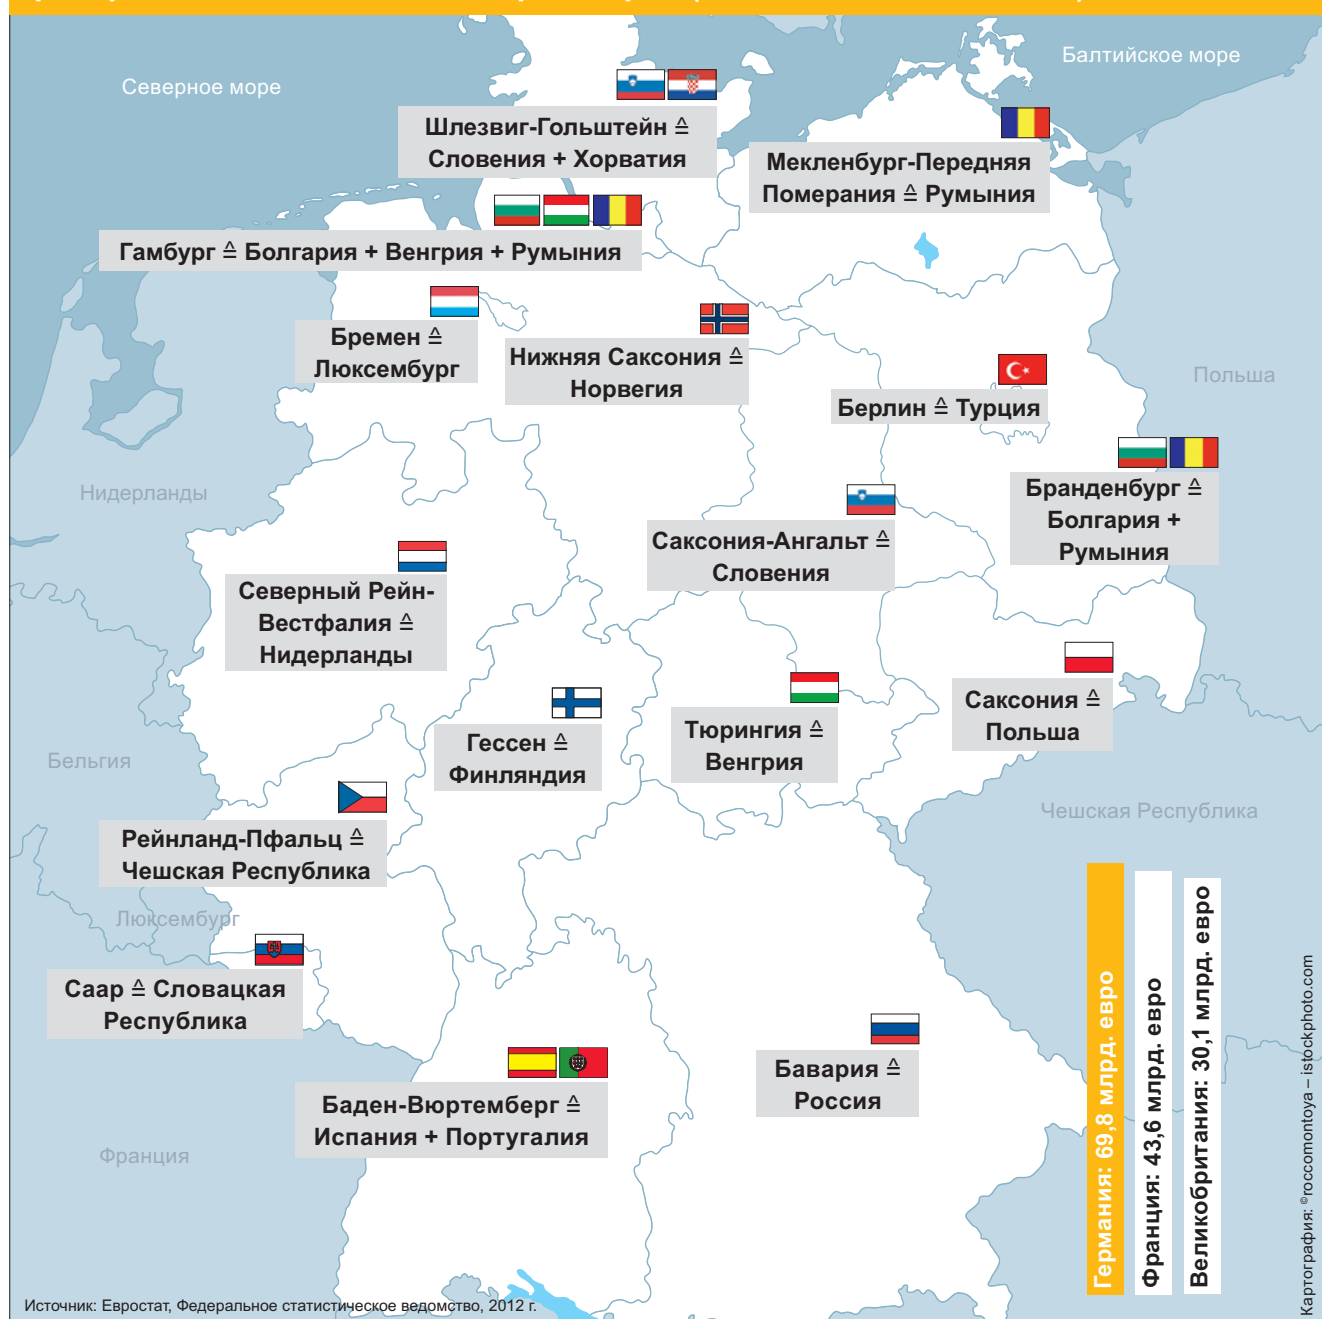 Северное море
Балтийское море
Шлезвиг-Гольштейн ≙
Словения + Хорватия
Мекленбург-Передняя
Померания ≙ Румыния
Гамбург ≙ Болгария + Венгрия + Румыния
Бремен ≙
Люксембург
Нижняя Саксония ≙
Норвегия
Польша
Берлин ≙ Турция
Нидерланды
Бранденбург ≙
Болгария +
Румыния
Саксония-Ангальт ≙
Словения
Северный Рейн-
Вестфалия ≙
Нидерланды
Саксония ≙
Польша
Гессен ≙
Финляндия
Тюрингия ≙
Венгрия
Бельгия
Чешская Республика
Рейнланд-Пфальц ≙
Чешская Республика
Люксембург
Саар ≙ Словацкая
Республика
Бавария ≙
Россия
Баден-Вюртемберг ≙
Испания + Португалия
Франция
Германия: 69,8 млрд. евро
Франция: 43,6 млрд. евро
Великобритания: 30,1 млрд. евро
Картография: ©roccomontoya – istockphoto.com
Источник: Евростат, Федеральное статистическое ведомство, 2012 г.